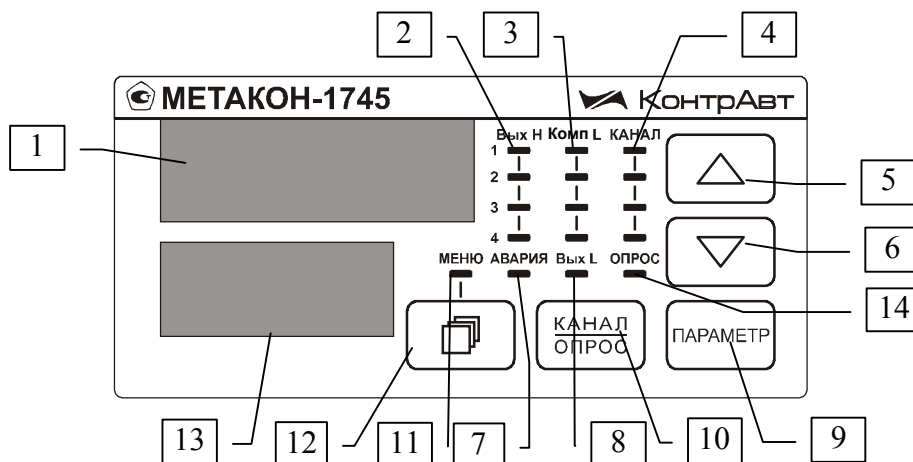 2
3
4
МЕТАКОН-1745
КонтрАвт
1
Вых Н
Комп L
КАНАЛ
1
2
3
4
5
6
МЕНЮ
АВАРИЯ
Вых L
ОПРОС
14
КАНАЛ
ОПРОС
ПАРАМЕТР
13
12
11
7
8
10
9